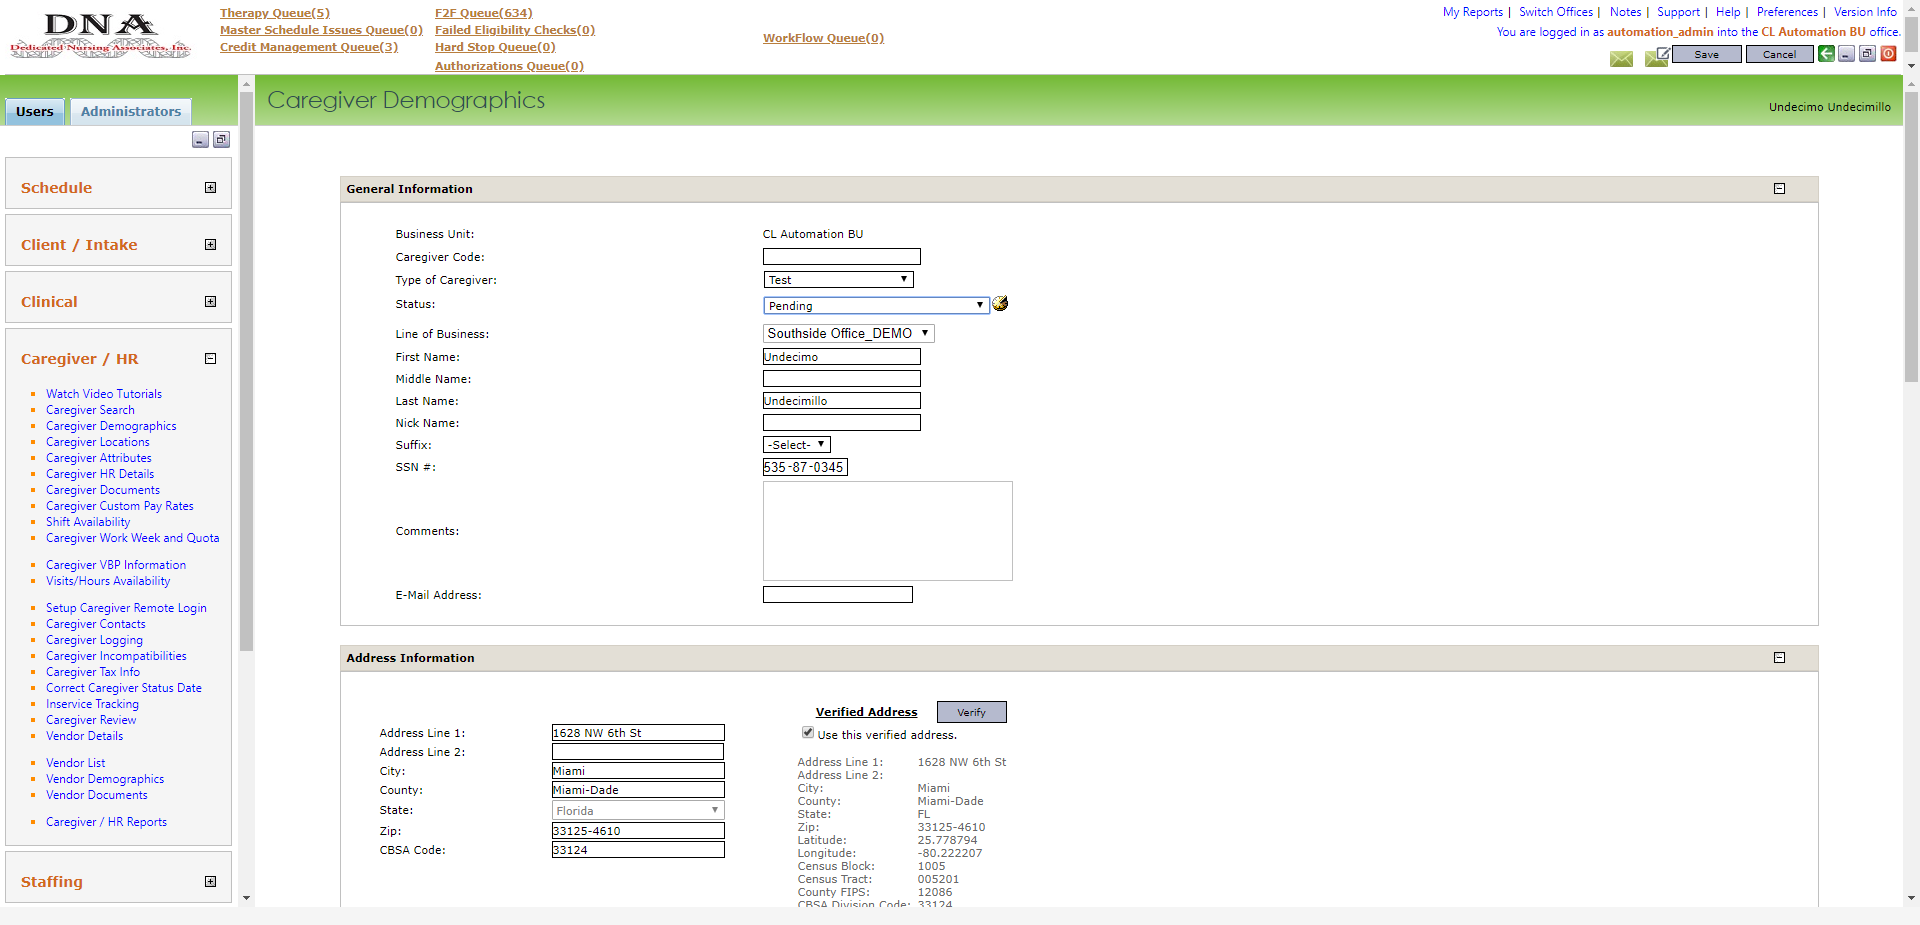 DNA
Dedicated Nursing Associates, Inc.
Therapy Queue(5)
Master Schedule Issues Queue(0)
Credit Management Queue(3)
F2F Queue(634)
Failed Eligibility Checks(0)
Hard Stop Queue(0)
Authorizations Queue(0)
WorkFlow Queue(0)
My Reports | Switch Offices | Notes | Support | Help | Preferences | Version Info
You are logged in as automation_admin into the CL Automation BU office.
Save Cancel
Users Administrators
Caregiver Demographics
Undecimo Undecimillo
Schedule
Client / Intake
Clinical
Caregiver / HR
Watch Video Tutorials
Caregiver Search
Caregiver Demographics
Caregiver Locations
Caregiver Attributes
Caregiver HR Details
Caregiver Documents
Caregiver Custom Pay Rates
Shift Availability
Caregiver Work Week and Quota
Caregiver VBP Information
Visits/Hours Availability
Setup Caregiver Remote Login
Caregiver Contacts
Caregiver Logging
Caregiver Incompatibilities
Caregiver Tax Info
Correct Caregiver Status Date
Inservice Tracking
Caregiver Review
Vendor Details
Vendor List
Vendor Demographics
Vendor Documents
Caregiver / HR Reports
Staffing
General Information
Business Unit: CL Automation BU
Caregiver Code:
Type of Caregiver: Test
Status: Pending
Line of Business: Southside Office_DEMO
First Name: Undecimo
Middle Name:
Last Name: Undecimillo
Nick Name:
Suffix: -Select-
SSN #: 535-87-0345
Comments:
E-Mail Address:
Address Information
Verified Address Verify
Use this verified address.
Address Line 1: 1628 NW 6th St
Address Line 2:
City: Miami
County: Miami-Dade
State: Florida
Zip: 33125-4610
CBSA Code: 33124
Address Line 1: 1628 NW 6th St
Address Line 2:
City: Miami
County: Miami-Dade
State: FL
Zip: 33125-4610
Latitude: 25.778794
Longitude: -80.222207
Census Block: 1005
Census Tract: 005201
County FIPS: 12086
CBSA Division Code: 33124